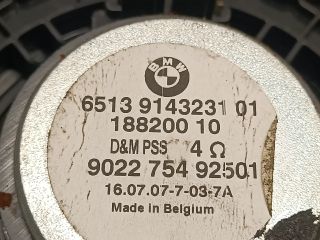 BMW
6513 9143231 01
188200 10
D&M PSS 4 Ω
9022 754 92501
16.07.07-7-03-7A
Made in Belgium